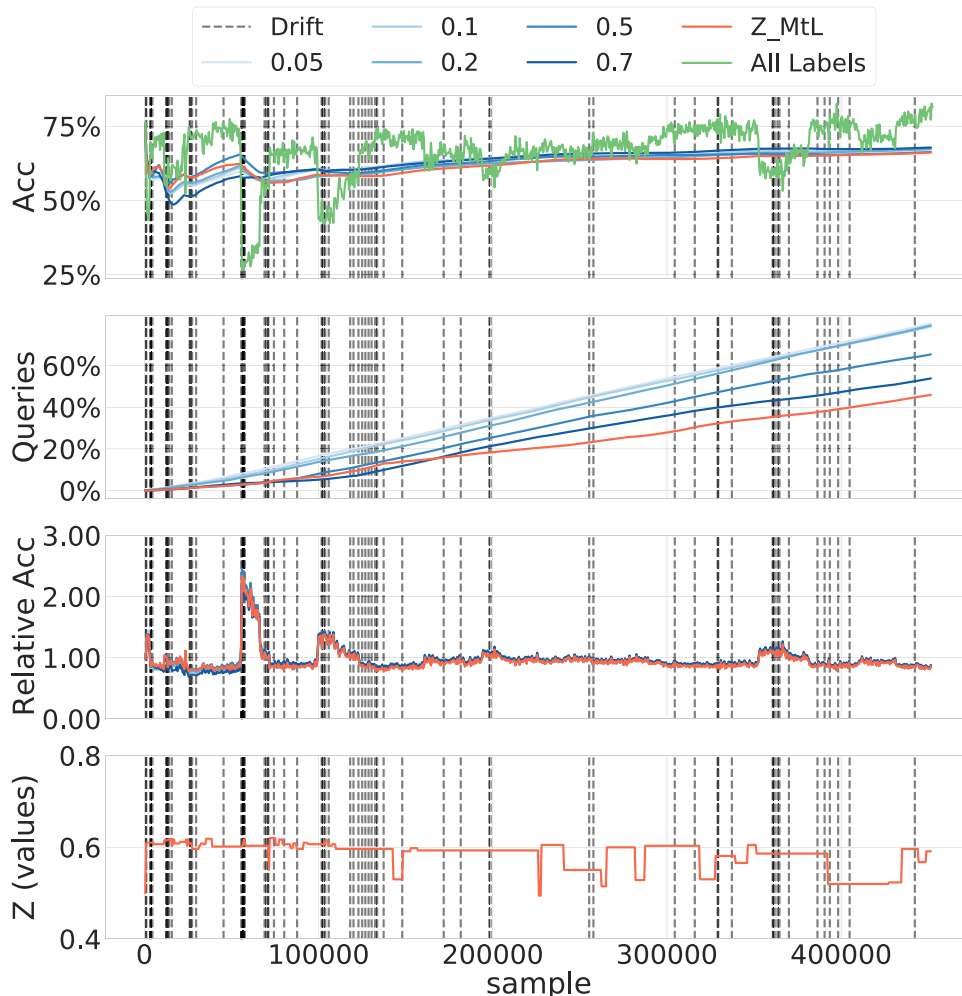 Drift 0.1 0.5 Z_MtL
0.05 0.2 0.7 All Labels
75%
50%
25%
Acc
60%
40%
20%
0%
Queries
3.00
2.00
1.00
0.00
Relative Acc
0.8
0.6
0.4
Z (values)
0 100000 200000 300000 400000
sample